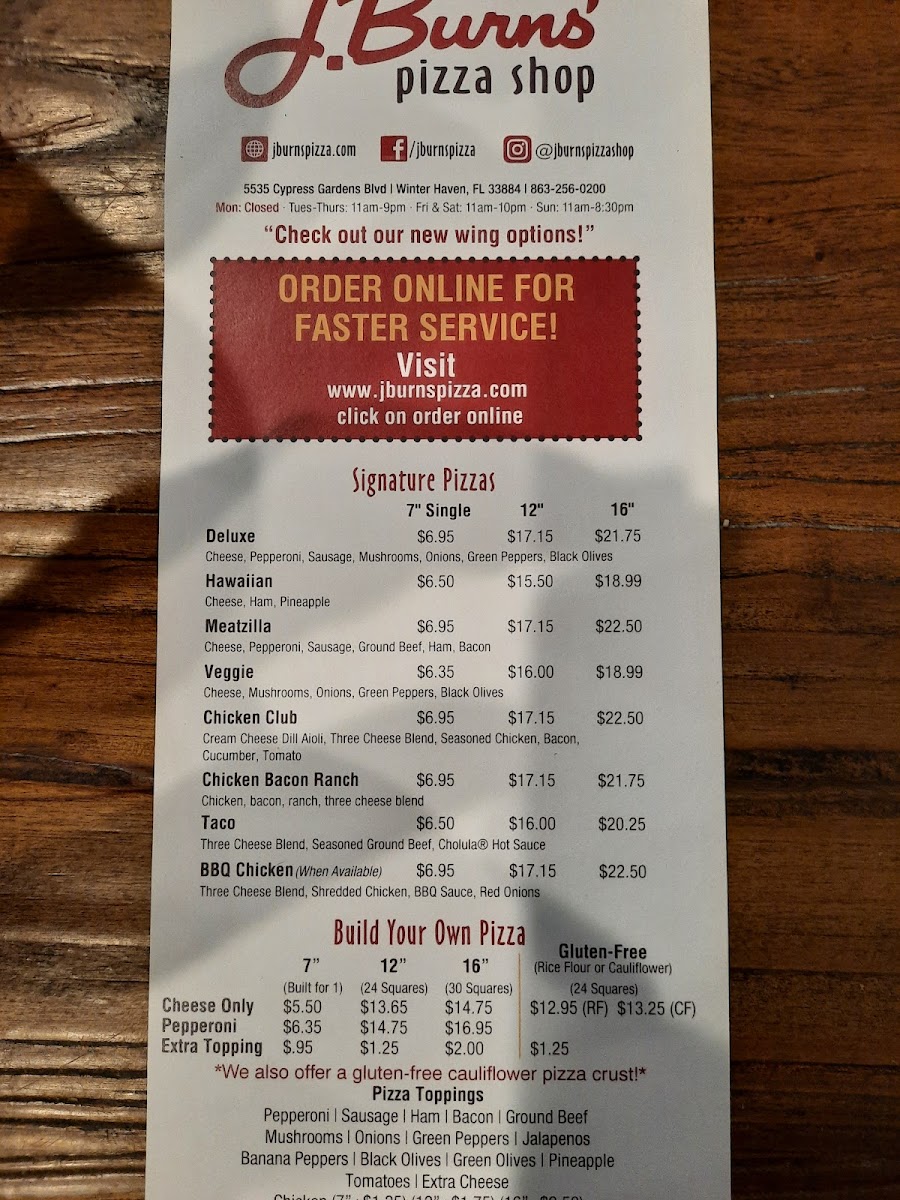 J.Burns'
pizza shop
jburnspizza.com /jburnspizza @jburnspizzashop
5535 Cypress Gardens Blvd | Winter Haven, FL 33884 | 863-256-0200
Mon: Closed · Tues-Thurs: 11am-9pm · Fri & Sat: 11am-10pm · Sun: 11am-8:30pm
“Check out our new wing options!”
ORDER ONLINE FOR
FASTER SERVICE!
Visit
www.jburnspizza.com
click on order online
Signature Pizzas
7" Single 12" 16"
Deluxe $6.95 $17.15 $21.75
Cheese, Pepperoni, Sausage, Mushrooms, Onions, Green Peppers, Black Olives
Hawaiian $6.50 $15.50 $18.99
Cheese, Ham, Pineapple
Meatzilla $6.95 $17.15 $22.50
Cheese, Pepperoni, Sausage, Ground Beef, Ham, Bacon
Veggie $6.35 $16.00 $18.99
Cheese, Mushrooms, Onions, Green Peppers, Black Olives
Chicken Club $6.95 $17.15 $22.50
Cream Cheese Dill Aioli, Three Cheese Blend, Seasoned Chicken, Bacon,
Cucumber, Tomato
Chicken Bacon Ranch $6.95 $17.15 $21.75
Chicken, bacon, ranch, three cheese blend
Taco $6.50 $16.00 $20.25
Three Cheese Blend, Seasoned Ground Beef, Cholula® Hot Sauce
BBQ Chicken (When Available) $6.95 $17.15 $22.50
Three Cheese Blend, Shredded Chicken, BBQ Sauce, Red Onions
Build Your Own Pizza
Gluten-Free
7” 12” 16” (Rice Flour or Cauliflower)
(Built for 1) (24 Squares) (30 Squares) (24 Squares)
Cheese Only $5.50 $13.65 $14.75 $12.95 (RF) $13.25 (CF)
Pepperoni $6.35 $14.75 $16.95
Extra Topping $.95 $1.25 $2.00 $1.25
*We also offer a gluten-free cauliflower pizza crust!*
Pizza Toppings
Pepperoni | Sausage | Ham | Bacon | Ground Beef
Mushrooms | Onions | Green Peppers | Jalapenos
Banana Peppers | Black Olives | Green Olives | Pineapple
Tomatoes | Extra Cheese
Chicken (7”